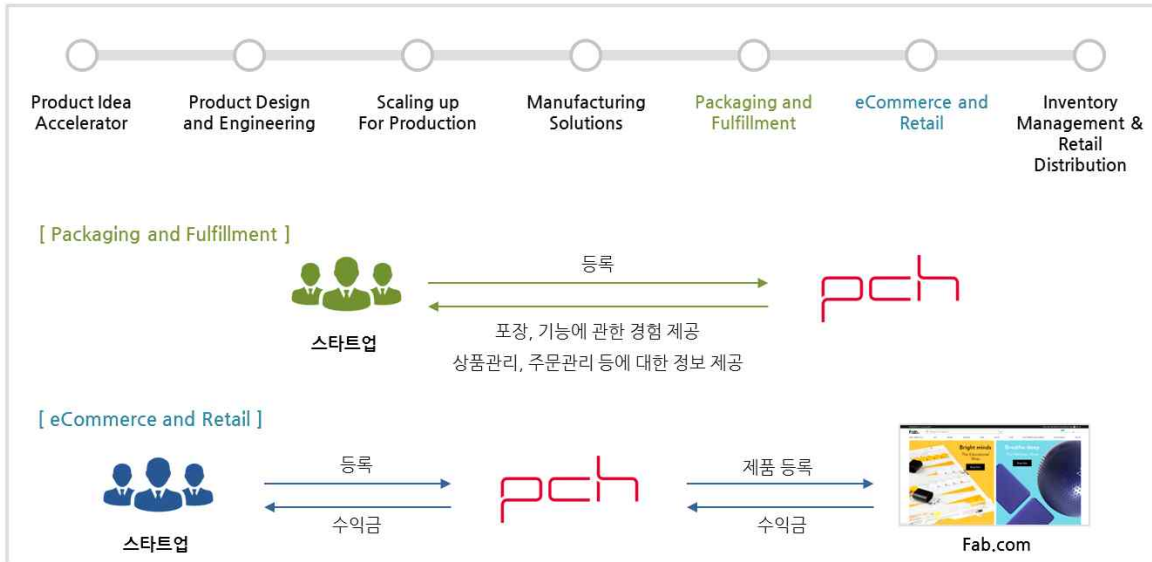 Product Idea
Accelerator
Product Design
and Engineering
Scaling up
For Production
Manufacturing
Solutions
Packaging and
Fulfillment
eCommerce and
Retail
Inventory
Management &
Retail
Distribution
[ Packaging and Fulfillment ]
스타트업
등록
포장, 기능에 관한 경험 제공
상품관리, 주문관리 등에 대한 정보 제공
pch
[ eCommerce and Retail ]
스타트업
등록
수익금
pch
제품 등록
수익금
Bright minds
Fab.com